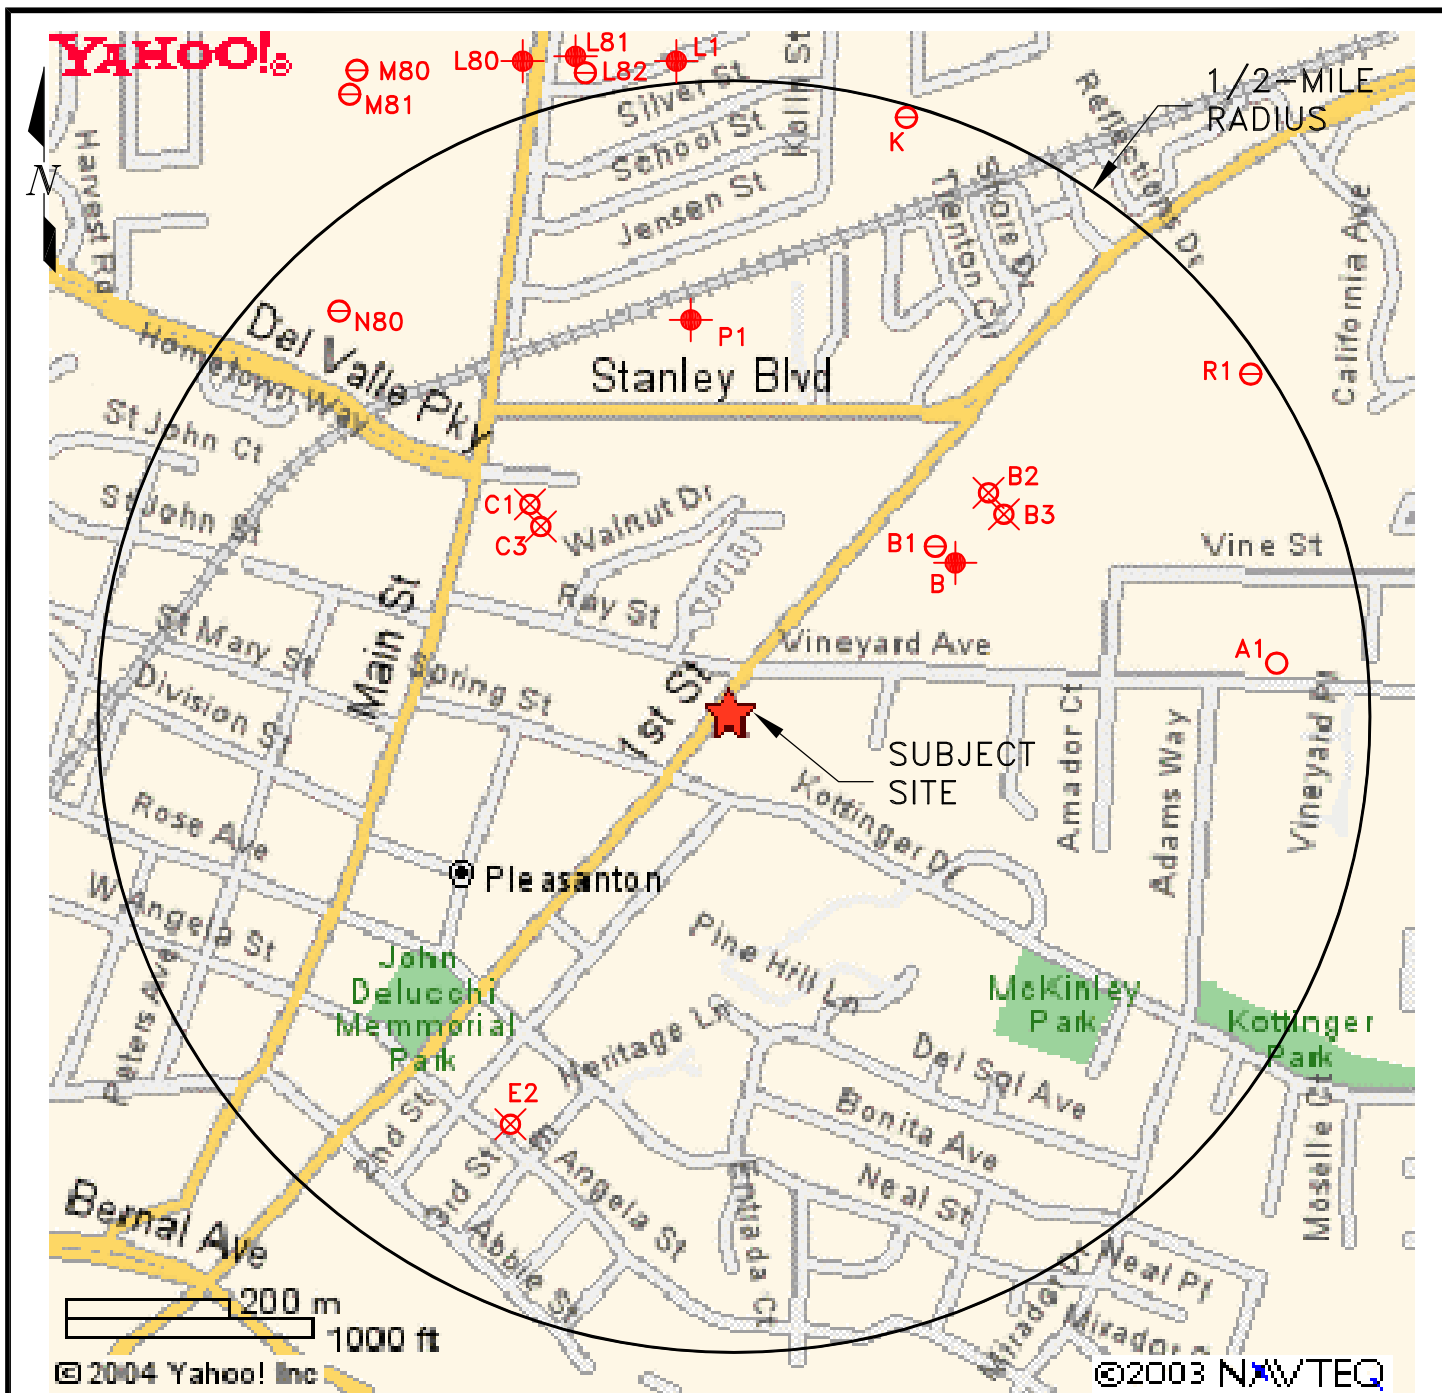 YAHOO!®
L80
L81
L82
L1
M80
M81
K
1/2-MILE
RADIUS
N
Harvest Rd
Silver St
School St
Jensen St
Kolln St
Reflections Dr
Shore Dr
Trenton Cir
California Ave
N80
P1
R1
Del Valle Pky
Hometown Way
Stanley Blvd
St John Ct
St John St
C1
C3
Walnut Dr
B2
B3
B1
B
Vine St
Main St
Ray St
Vineyard Ave
A1
St Mary St
Spring St
1st St
Division St
SUBJECT
SITE
Amador Ct
Adams Way
Vineyard Pl
Rose Ave
Kottinger Dr
Pleasanton
W Angela St
Peters Ave
John
Delucchi
Memmorial
Park
Pine Hill Ln
McKinley
Park
Kottinger
Park
Heritage Ln
Del Sol Ave
Bonita Ave
E2
2nd St
3rd St
E Angela St
Abbie St
Neal St
Neal Pl
Moselle Ct
Mirador Dr
Mirador
Bernal Ave
200 m
1000 ft
© 2004 Yahoo! Inc
©2003 NAVTEQ